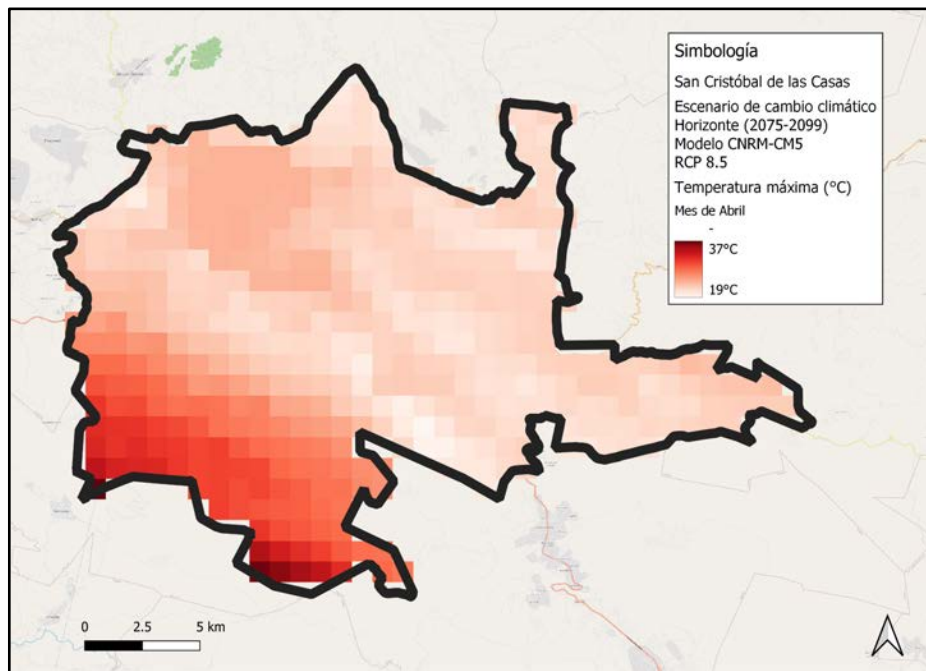 Simbología
San Cristóbal de las Casas
Escenario de cambio climático
Horizonte (2075-2099)
Modelo CNRM-CM5
RCP 8.5
Temperatura máxima (°C)
Mes de Abril
-
37°C
19°C
0 2.5 5 km